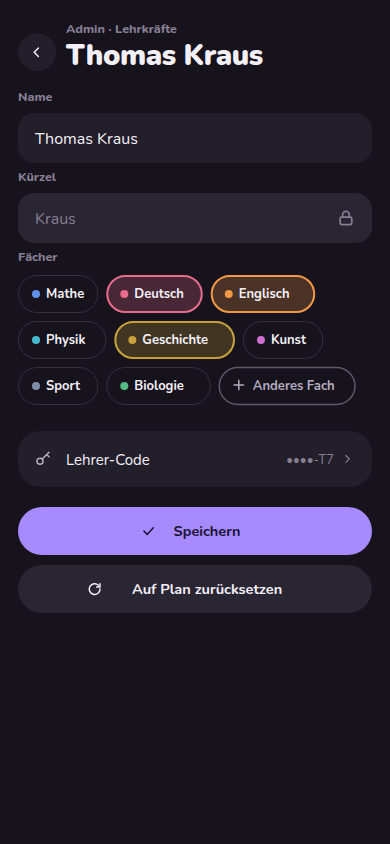 Admin · Lehrkräfte
Thomas Kraus
Name
Thomas Kraus
Kürzel
Kraus
Fächer
Mathe Deutsch Englisch
Physik Geschichte Kunst
Sport Biologie + Anderes Fach
Lehrer-Code ••••-T7
Speichern
Auf Plan zurücksetzen